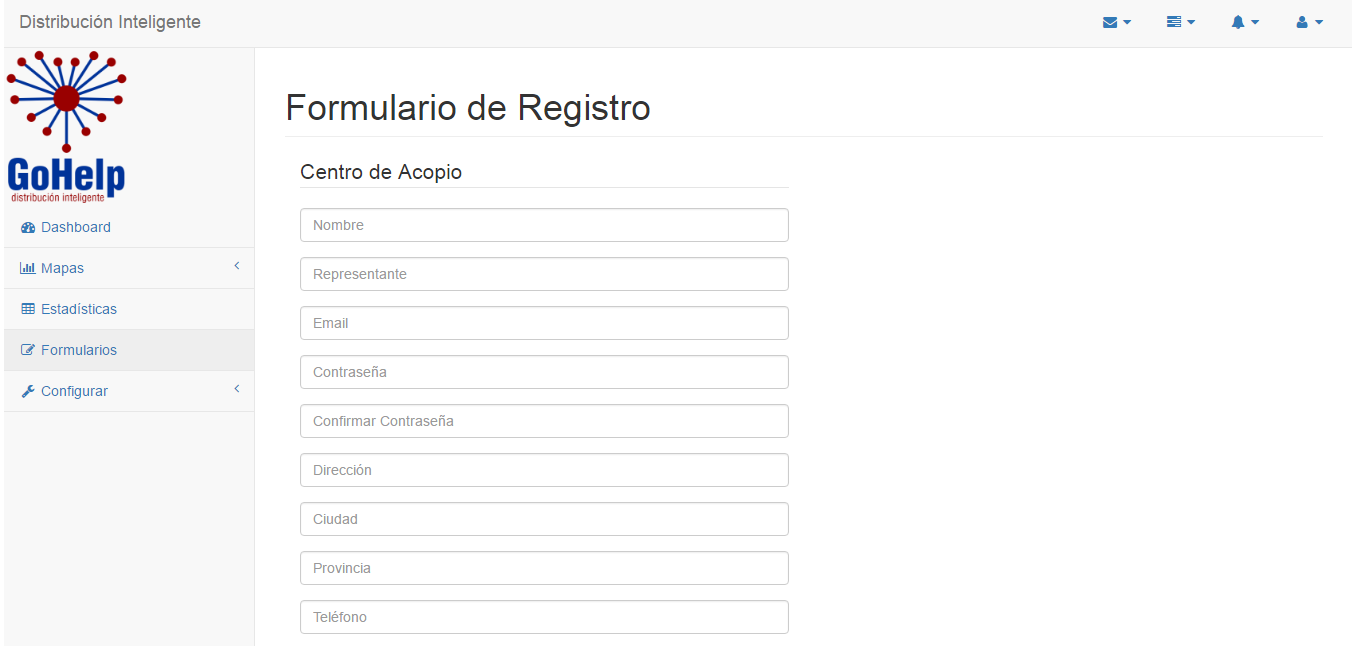 Distribución Inteligente
GoHelp
distribución inteligente
Dashboard
Mapas
Estadísticas
Formularios
Configurar
Formulario de Registro
Centro de Acopio
Nombre
Representante
Email
Contraseña
Confirmar Contraseña
Dirección
Ciudad
Provincia
Teléfono